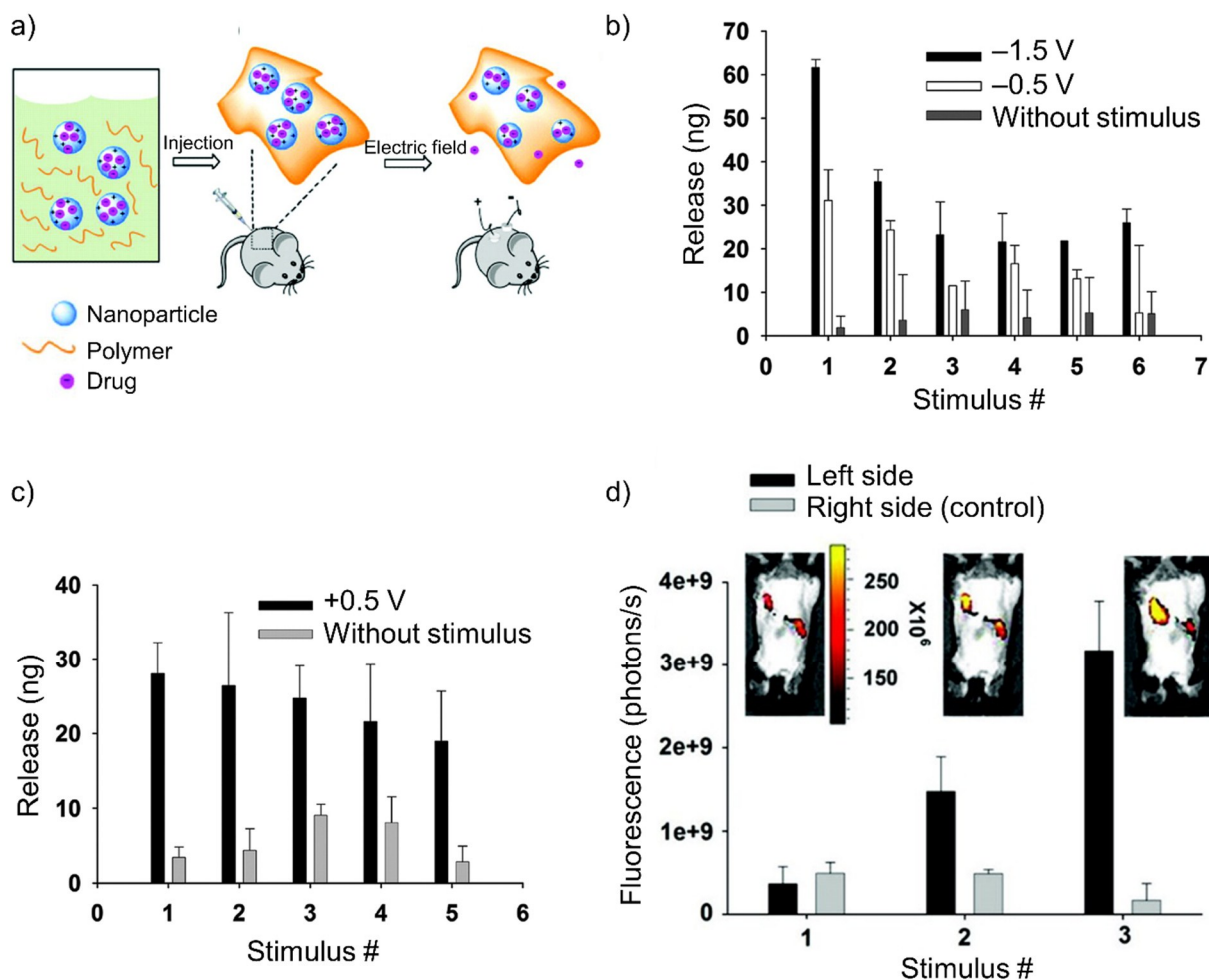 a)
Injection
Electric field
+
-
Nanoparticle
Polymer
Drug
b)
–1.5 V
–0.5 V
Without stimulus
Release (ng)
70
60
50
40
30
20
10
0
0 1 2 3 4 5 6 7
Stimulus #
c)
+0.5 V
Without stimulus
Release (ng)
40
30
20
10
0
0 1 2 3 4 5 6
Stimulus #
d)
Left side
Right side (control)
Fluorescence (photons/s)
4e+9
3e+9
2e+9
1e+9
0
250
200
150
X10⁶
1 2 3
Stimulus #